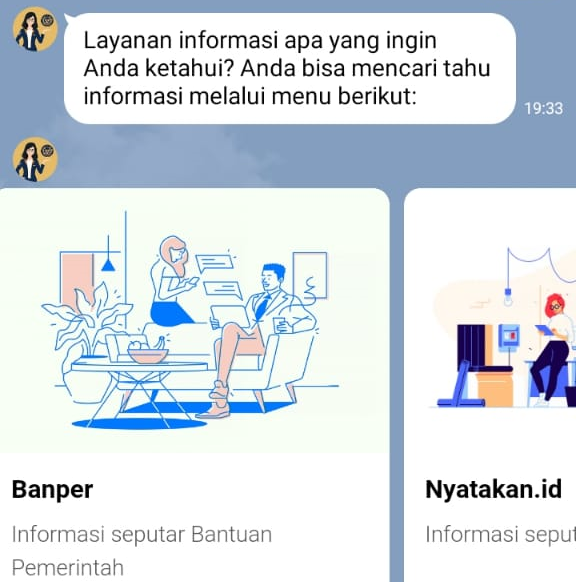 Layanan informasi apa yang ingin
Anda ketahui? Anda bisa mencari tahu
informasi melalui menu berikut:
19:33
Banper
Informasi seputar Bantuan
Pemerintah
Nyatakan.id
Informasi seput